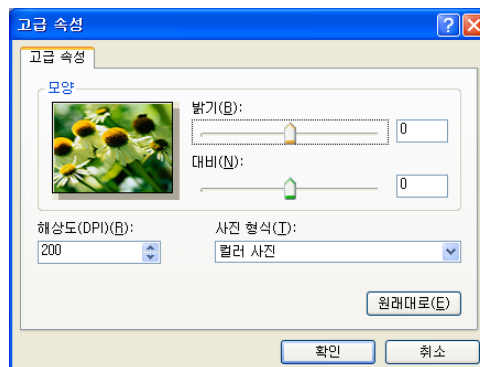 고급 속성
고급 속성
모양
밝기(B):
0
대비(N):
0
해상도(DPI)(R):
200
사진 형식(T):
컬러 사진
원래대로(E)
확인
취소